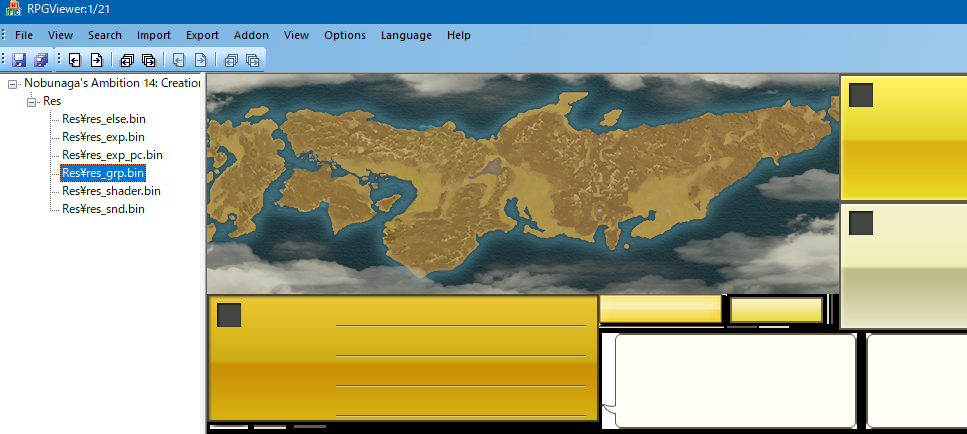 RPGViewer:1/21
File View Search Import Export Addon View Options Language Help
Nobunaga's Ambition 14: Creation
Res
Res¥res_else.bin
Res¥res_exp.bin
Res¥res_exp_pc.bin
Res¥res_grp.bin
Res¥res_shader.bin
Res¥res_snd.bin